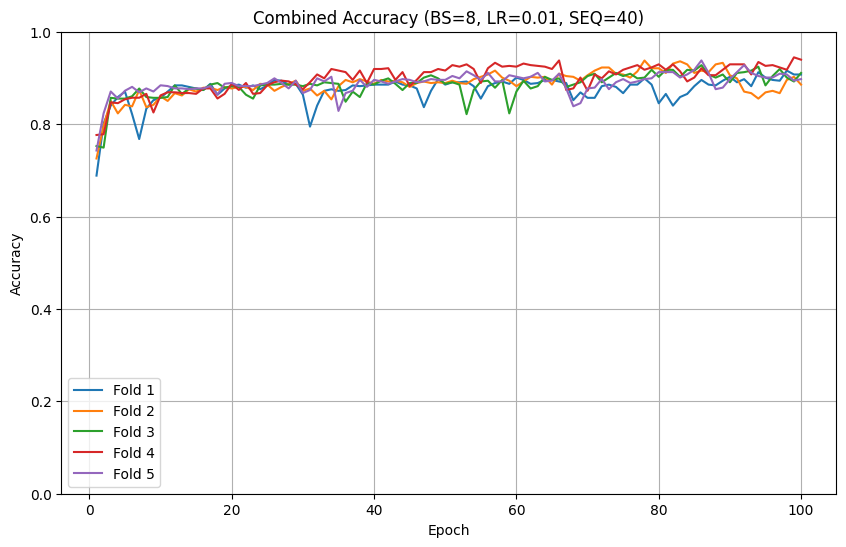 Combined Accuracy (BS=8, LR=0.01, SEQ=40)
1.0
0.8
0.6
0.4
0.2
0.0
Accuracy
Fold 1
Fold 2
Fold 3
Fold 4
Fold 5
0 20 40 60 80 100
Epoch